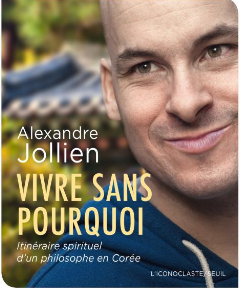 Alexandre
Jollien
VIVRE SANS
POURQUOI
Itinéraire spirituel
d'un philosophe en Corée
L'ICONOCLASTE/SEUIL